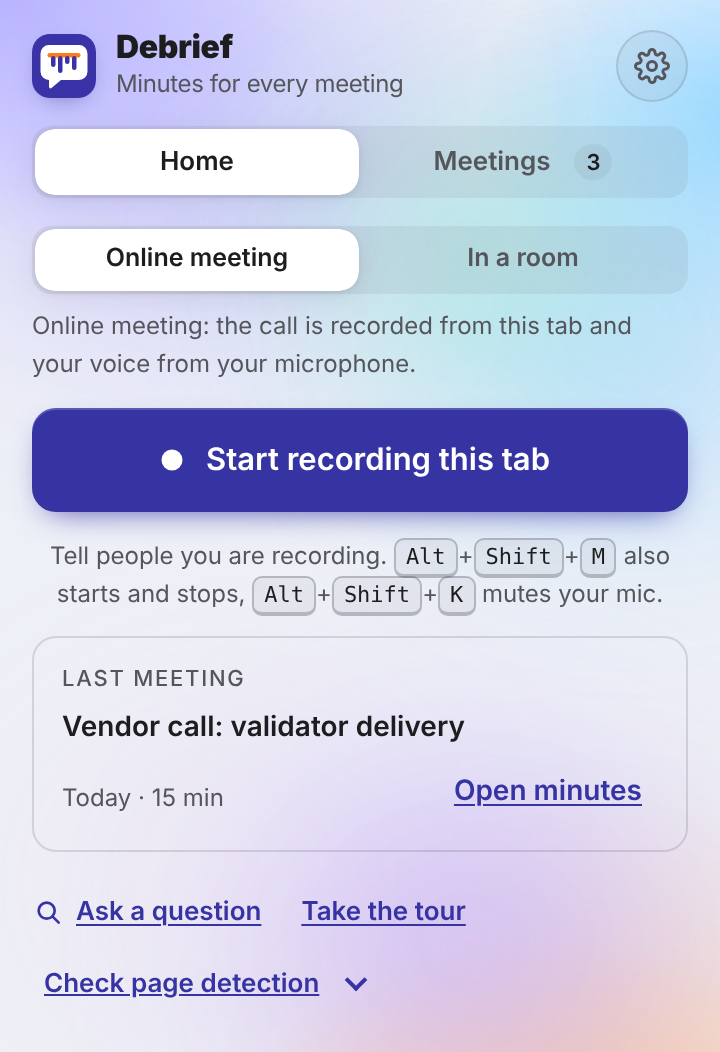 Debrief
Minutes for every meeting
Home
Meetings 3
Online meeting
In a room
Online meeting: the call is recorded from this tab and
your voice from your microphone.
Start recording this tab
Tell people you are recording. Alt+Shift+M also
starts and stops, Alt+Shift+K mutes your mic.
LAST MEETING
Vendor call: validator delivery
Today · 15 min
Open minutes
Ask a question
Take the tour
Check page detection